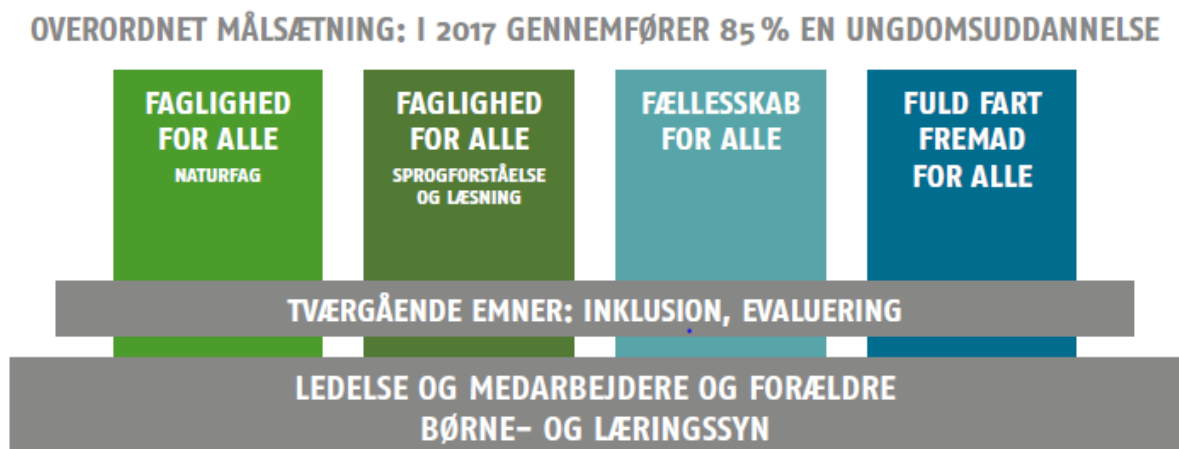 OVERORDNET MÅLSÆTNING: I 2017 GENNEMFØRER 85 % EN UNGDOMSUDDANNELSE
FAGLIGHED
FOR ALLE
NATURFAG
FAGLIGHED
FOR ALLE
SPROGFORSTÅELSE
OG LÆSNING
FÆLLESSKAB
FOR ALLE
FULD FART
FREMAD
FOR ALLE
TVÆRGÅENDE EMNER: INKLUSION, EVALUERING
LEDELSE OG MEDARBEJDERE OG FORÆLDRE
BØRNE- OG LÆRINGSSYN